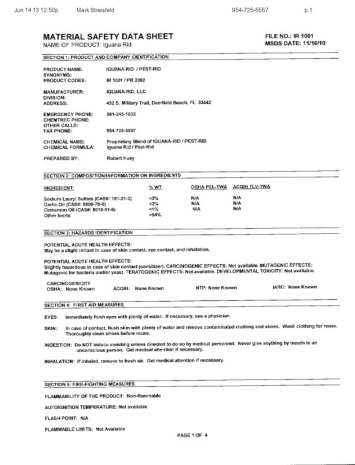 Jun 14 13 12:50p Mark Streisfeld 954-725-5557 p.1
MATERIAL SAFETY DATA SHEET FILE NO.: IR 1001
NAME OF PRODUCT: Iguana Rid MSDS DATE: 11/16/10
SECTION 1: PRODUCT AND COMPANY IDENTIFICATION
PRODUCT NAME: IGUANA RID / PEST-RID
SYNONYMS:
PRODUCT CODES: IR 1001 / PR 2002
MANUFACTURER: IGUANA-RID, LLC
DIVISION:
ADDRESS: 432 S. Military Trail, Deerfield Beach, FL 33442
EMERGENCY PHONE: 561-245-1032
CHEMTREC PHONE:
OTHER CALLS:
FAX PHONE: 954-725-5557
CHEMICAL NAME: Proprietary Blend of IGUANA-RID / PEST-RID
CHEMICAL FORMULA: Iguana Rid / Pest-Rid
PREPARED BY: Robert Huey
SECTION 2: COMPOSITION/INFORMATION ON INGREDIENTS
INGREDIENT: % WT OSHA PEL-TWA ACGIH TLV-TWA
Sodium Lauryl Sulfate (CAS#: 151-21-3) <3% N/A N/A
Garlic Oil (CAS#: 8000-78-0) <2% N/A N/A
Cinnamon Oil (CAS#: 8015-91-6) <1% N/A N/A
Other Inerts >94%
SECTION 3: HAZARDS IDENTIFICATION
POTENTIAL ACUTE HEALTH EFFECTS:
May be a slight irritant in case of skin contact, eye contact, and inhalation.
POTENTIAL ACUTE HEALTH EFFECTS:
Slightly hazardous in case of skin contact (sensitizer). CARCINOGENIC EFFECTS: Not available. MUTAGENIC EFFECTS:
Mutagenic for bacteria and/or yeast. TERATOGENIC EFFECTS: Not available. DEVELOPMENTAL TOXICITY: Not available.
CARCINOGENICITY
OSHA: None Known ACGIH: None Known NTP: None Known IARC: None Known
SECTION 4: FIRST AID MEASURES
EYES: Immediately flush eyes with plenty of water. If necessary, see a physician
SKIN: In case of contact, flush skin with plenty of water and remove contaminated clothing and shoes. Wash clothing for reuse.
Thoroughly clean shoes before reuse.
INGESTION: Do NOT induce vomiting unless directed to do so by medical personnel. Never give anything by mouth to an
unconscious person. Get medical attention if necessary.
INHALATION: If inhaled, remove to fresh air. Get medical attention if necessary.
SECTION 5: FIRE-FIGHTING MEASURES
FLAMMABILITY OF THE PRODUCT: Non-flammable
AUTOIGNITION TEMPERATURE: Not available
FLASH POINT: N/A
FLAMMABLE LIMITS: Not Available
PAGE 1 OF 4